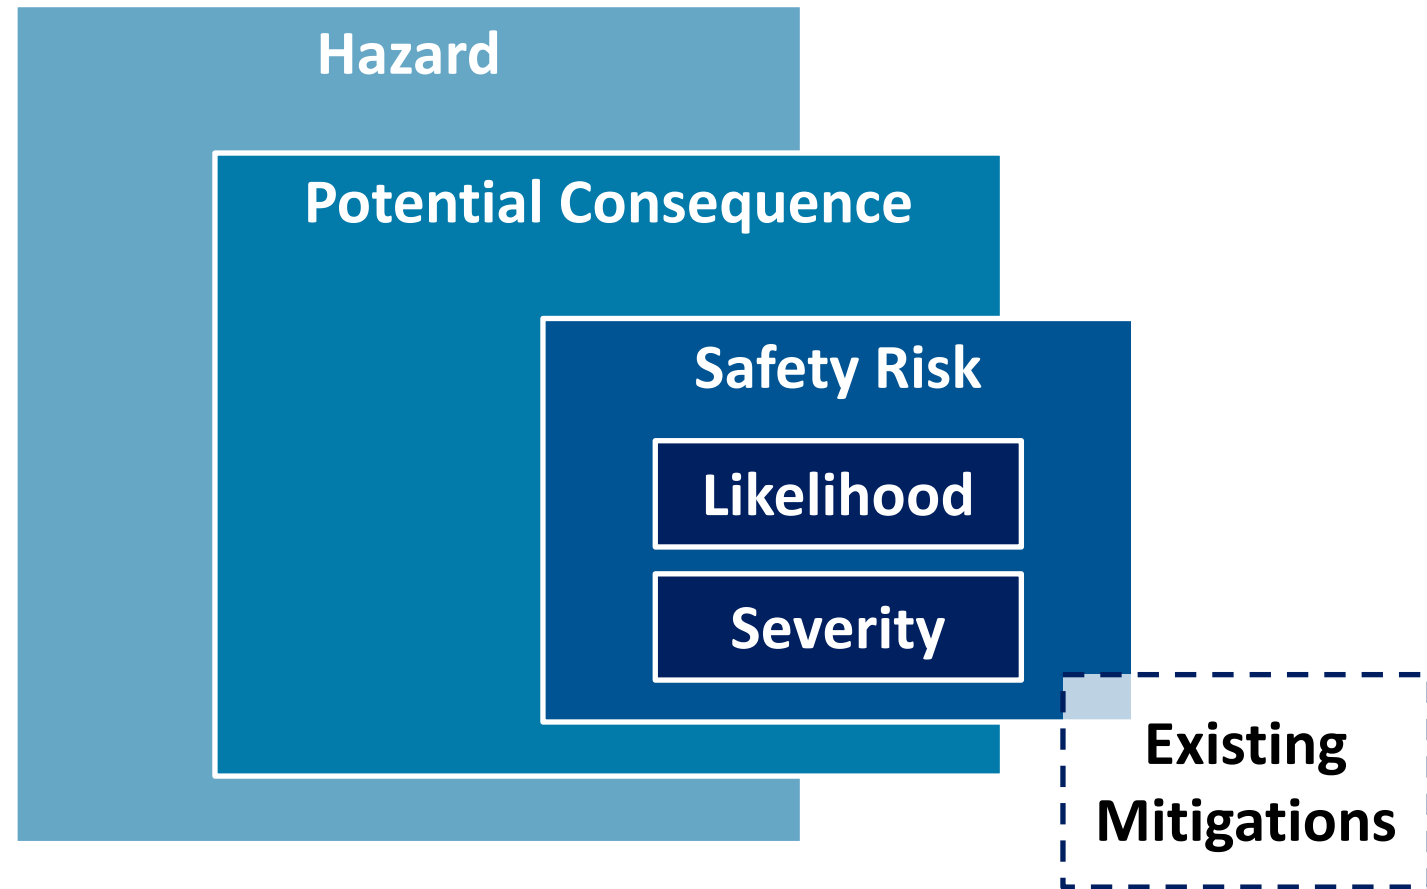 Hazard
Potential Consequence
Safety Risk
Likelihood
Severity
Existing
Mitigations